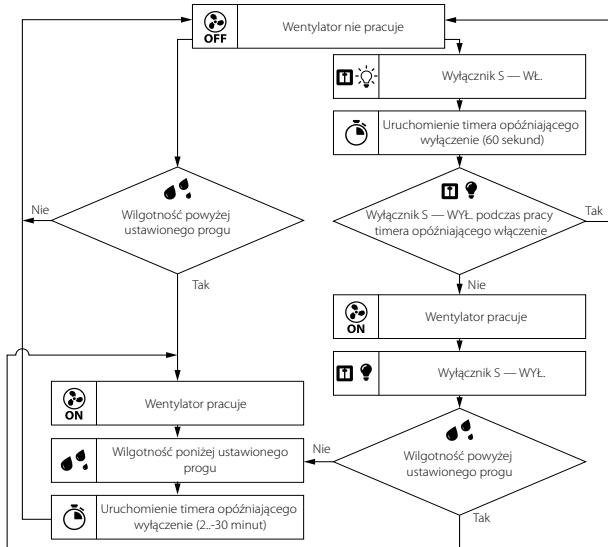 OFF
Wentylator nie pracuje
Wyłącznik S — WŁ.
Uruchomienie timera opóźniającego
wyłączenie (60 sekund)
Nie
Wilgotność powyżej
ustawionego progu
Tak
Wyłącznik S — WYŁ. podczas pracy
timera opóźniającego włączenie
Tak
Nie
ON
Wentylator pracuje
Wyłącznik S — WYŁ.
ON
Wentylator pracuje
Wilgotność poniżej ustawionego
progu
Nie
Wilgotność powyżej
ustawionego progu
Tak
Uruchomienie timera opóźniającego
wyłączenie (2..-30 minut)